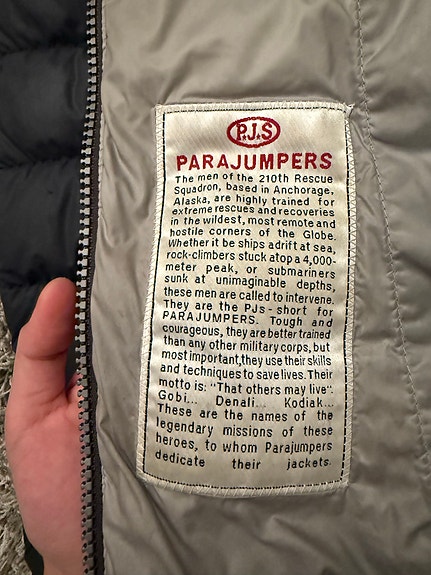 P.J.S
PARAJUMPERS
The men of the 210th Rescue
Squadron, based in Anchorage,
Alaska, are highly trained for
extreme rescues and recoveries
in the wildest, most remote and
hostile corners of the Globe.
Whether it be ships adrift at sea,
rock-climbers stuck atop a 4,000-
meter peak, or submariners
sunk at unimaginable depths,
these men are called to intervene.
They are the PJs - short for
PARAJUMPERS. Tough and
courageous, they are better trained
than any other military corps, but
most important, they use their skills
and techniques to save lives. Their
motto is: "That others may live".
Gobi... Denali... Kodiak...
These are the names of the
legendary missions of these
heroes, to whom Parajumpers
dedicate their jackets.